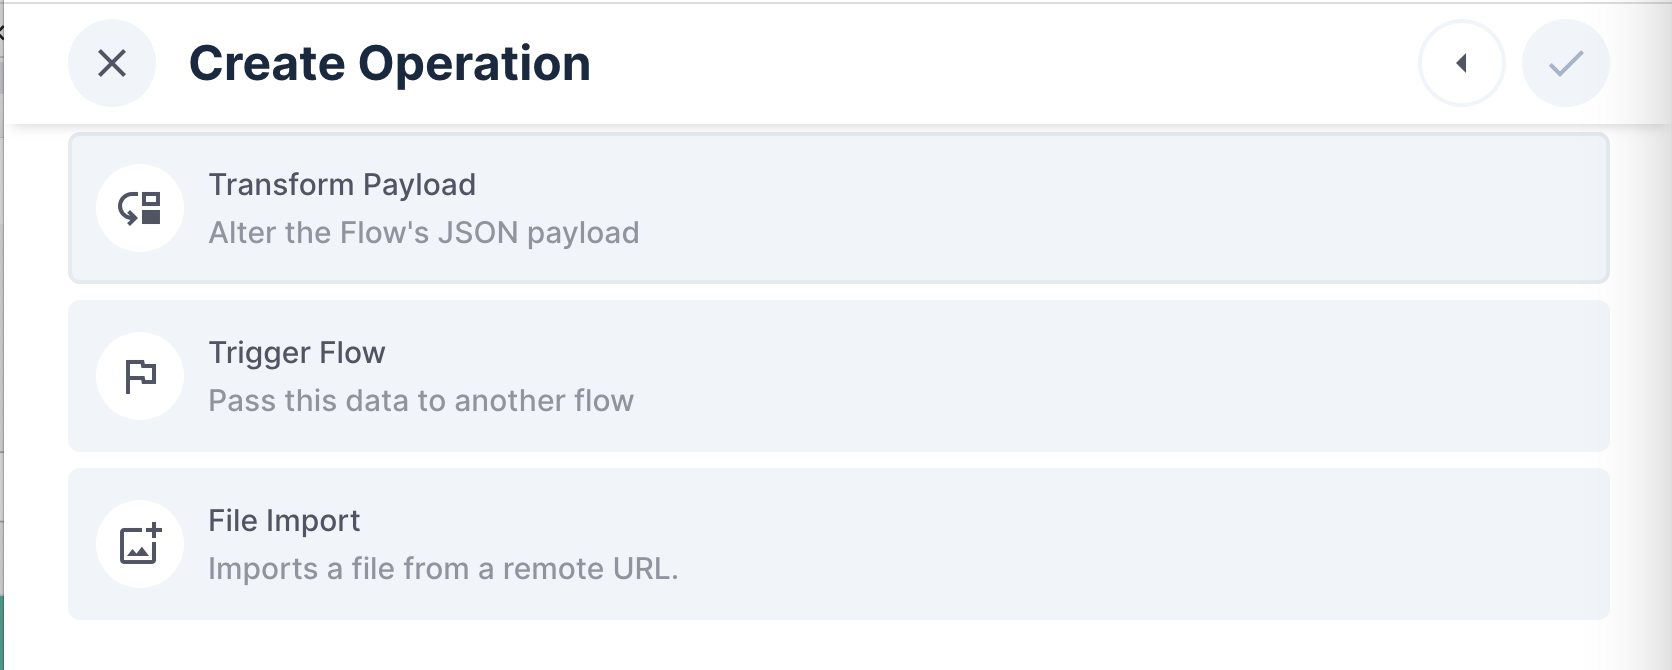 Create Operation
Transform Payload
Alter the Flow's JSON payload
Trigger Flow
Pass this data to another flow
File Import
Imports a file from a remote URL.